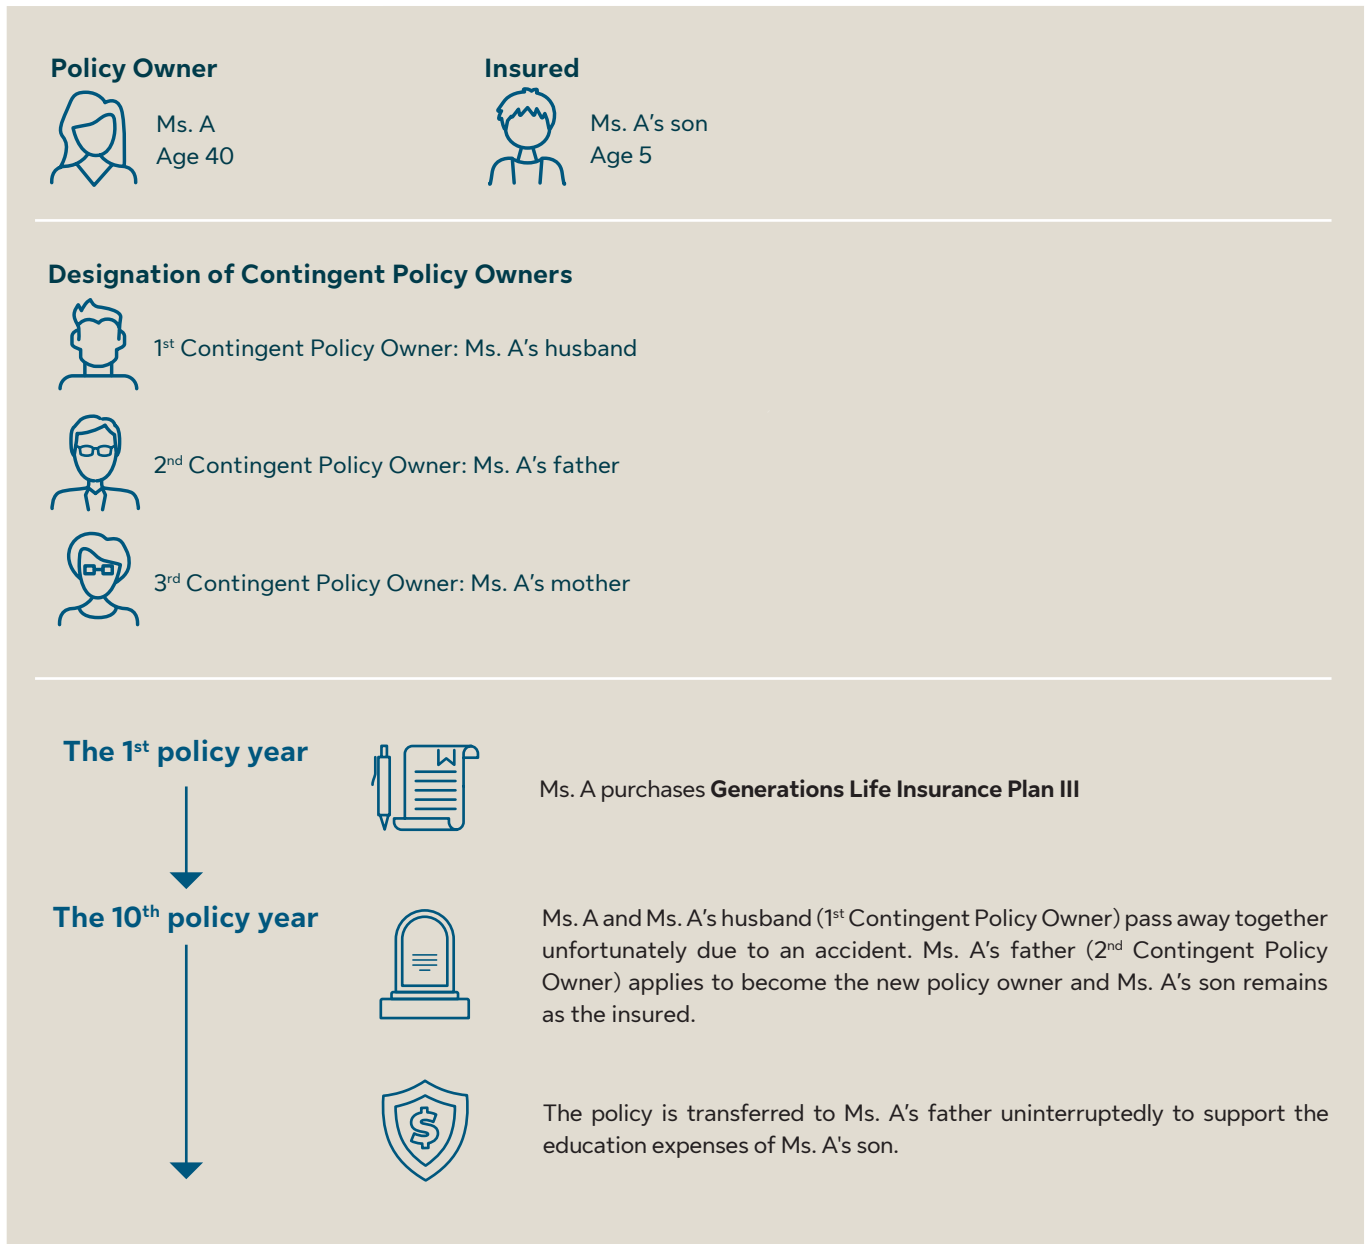 Policy Owner
Ms. A
Age 40
Insured
Ms. A's son
Age 5
Designation of Contingent Policy Owners
1st Contingent Policy Owner: Ms. A's husband
2nd Contingent Policy Owner: Ms. A's father
3rd Contingent Policy Owner: Ms. A's mother
The 1st policy year
Ms. A purchases Generations Life Insurance Plan III
The 10th policy year
Ms. A and Ms. A's husband (1st Contingent Policy Owner) pass away together
unfortunately due to an accident. Ms. A's father (2nd Contingent Policy
Owner) applies to become the new policy owner and Ms. A's son remains
as the insured.
$
The policy is transferred to Ms. A's father uninterruptedly to support the
education expenses of Ms. A's son.